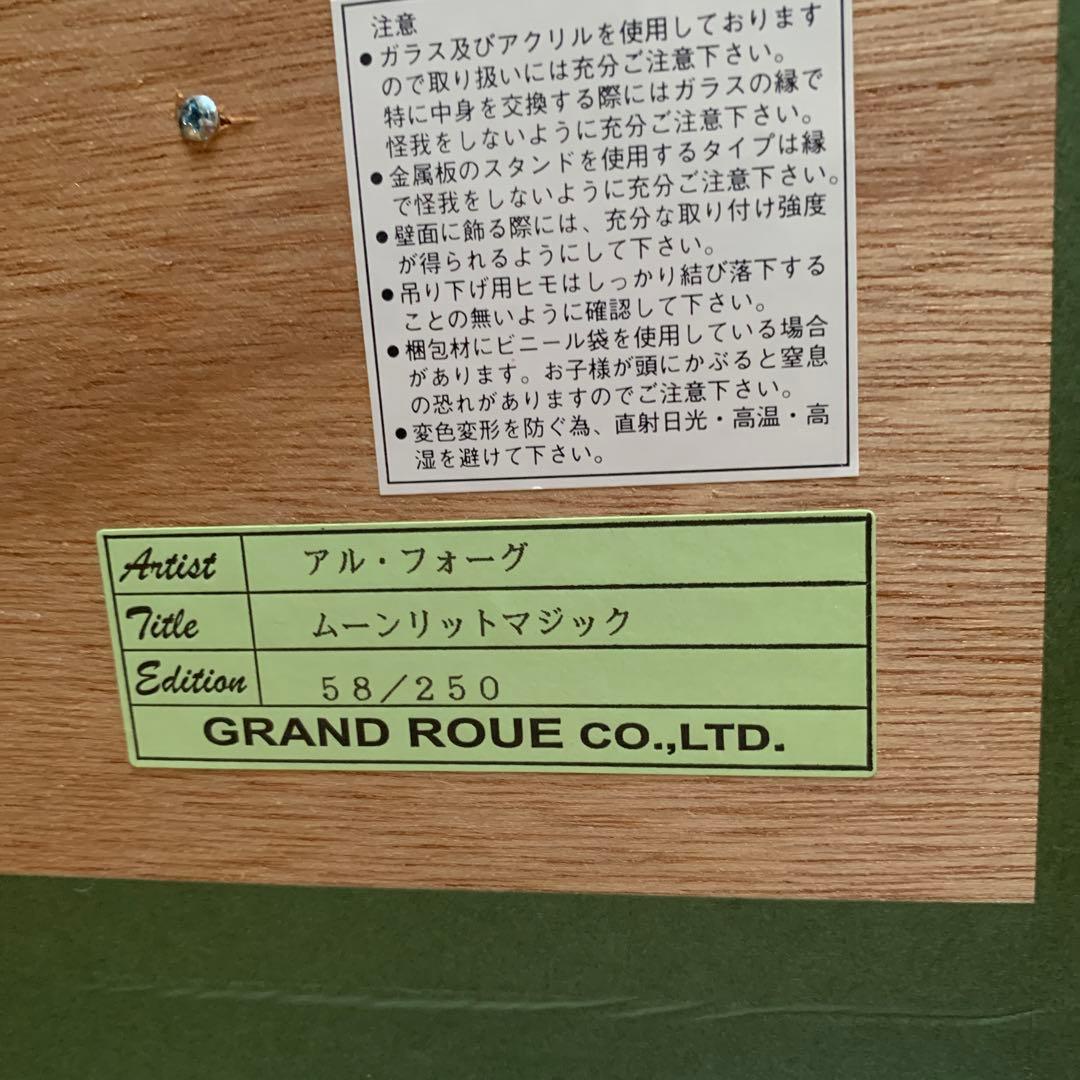 注意
●ガラス及びアクリルを使用しております
ので取り扱いには充分ご注意下さい。
特に中身を交換する際にはガラスの縁で
怪我をしないように充分ご注意下さい。
●金属板のスタンドを使用するタイプは縁
で怪我をしないように充分ご注意下さい。
●壁面に飾る際には、充分な取り付け強度
が得られるようにして下さい。
●吊り下げ用ヒモはしっかり結び落下する
ことの無いように確認して下さい。
●梱包材にビニール袋を使用している場合
があります。お子様が頭にかぶると窒息
の恐れがありますのでご注意下さい。
●変色変形を防ぐ為、直射日光・高温・高
湿を避けて下さい。
Artist アル・フォーグ
Title ムーンリットマジック
Edition 58/250
GRAND ROUE CO.,LTD.